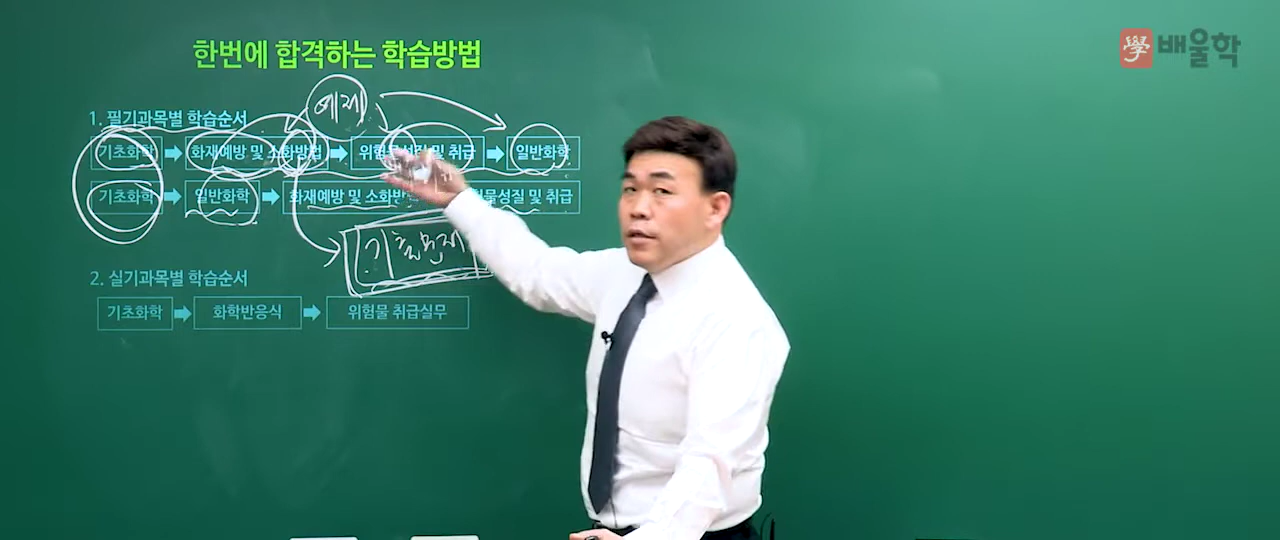 學 배울학
한번에 합격하는 학습방법
예제
1. 필기과목별 학습순서
기초화학 ➡ 화재예방 및 소화방법 ➡ 위험물성질 및 취급 ➡ 일반화학
기초화학 ➡ 일반화학 ➡ 화재예방 및 소화방 물성질 및 취급
기출문제
2. 실기과목별 학습순서
기초화학 ➡ 화학반응식 ➡ 위험물 취급실무